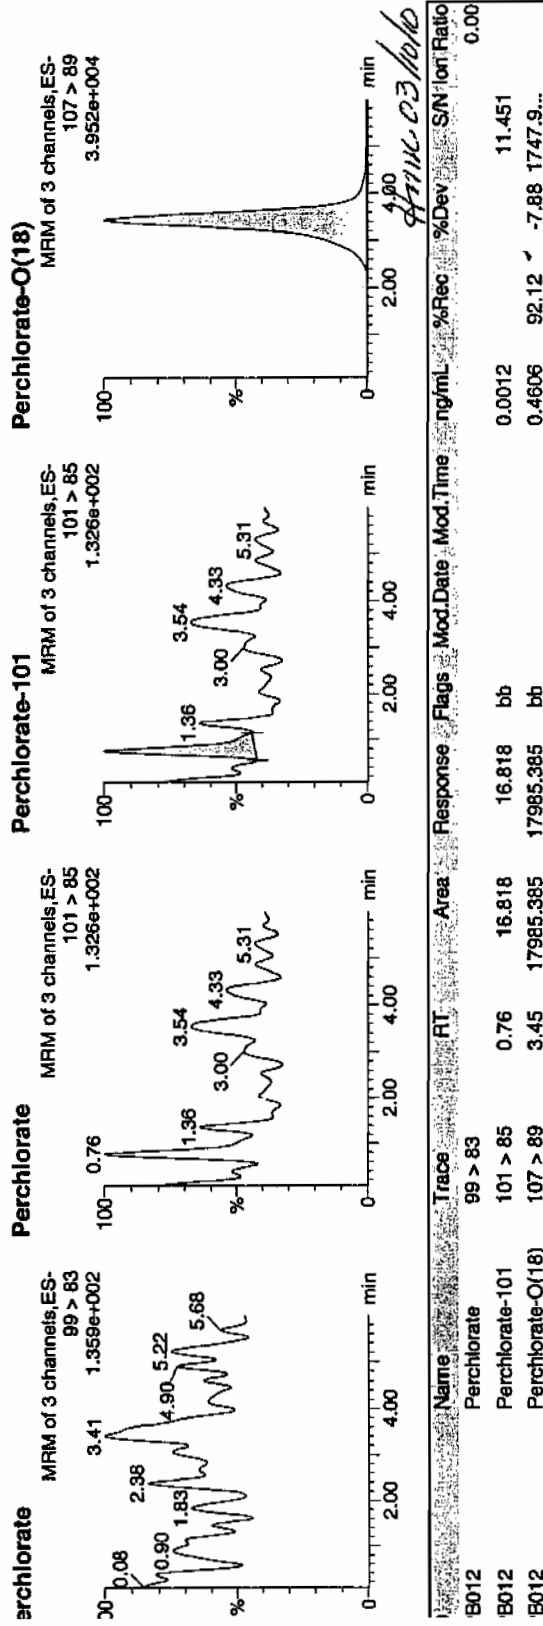 erchlorate
MRM of 3 channels,ES-
99 > 83
1.359e+002
00
0.08
0.90
1.83
2.38
3.41
4.90
5.22
5.68
%
0
2.00
4.00
min
Perchlorate
MRM of 3 channels,ES-
101 > 85
1.326e+002
100
0.76
1.36
3.00
3.54
4.33
5.31
%
0
2.00
4.00
min
Perchlorate-101
MRM of 3 channels,ES-
101 > 85
1.326e+002
100
1.36
3.00
3.54
4.33
5.31
%
0
2.00
4.00
min
Perchlorate-O(18)
MRM of 3 channels,ES-
107 > 89
3.952e+004
100
%
0
2.00
4.00
min
03/10/10
Name Trace RT Area Response Flags Mod.Date Mod.Time ng/mL %Rec %Dev S/N Ion Ratio
'B012 Perchlorate 99 > 83 0.00
'B012 Perchlorate-101 101 > 85 0.76 16.818 16.818 bb 0.0012 11.451
'B012 Perchlorate-O(18) 107 > 89 3.45 17985.385 17985.385 bb 0.4606 92.12 -7.88 1747.9...